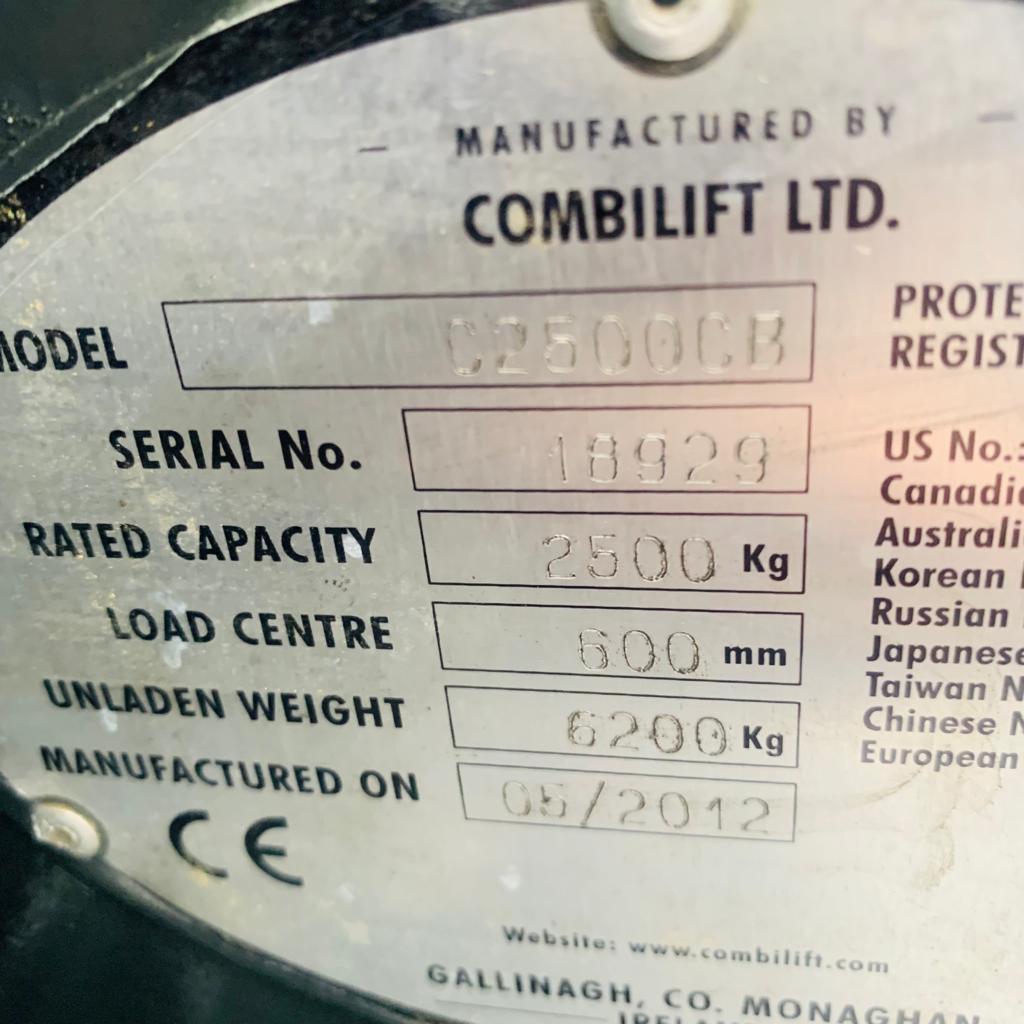 MANUFACTURED BY
COMBILIFT LTD.
MODEL C2500CB
SERIAL No. 18929
RATED CAPACITY 2500 Kg
LOAD CENTRE 600 mm
UNLADEN WEIGHT 6200 Kg
MANUFACTURED ON 05/2012
CE
PROTE
REGIST
US No.:
Canadi
Australi
Korean
Russian
Japanese
Taiwan N
Chinese N
European
Website: www.combilift.com
GALLINAGH, CO. MONAGHAN